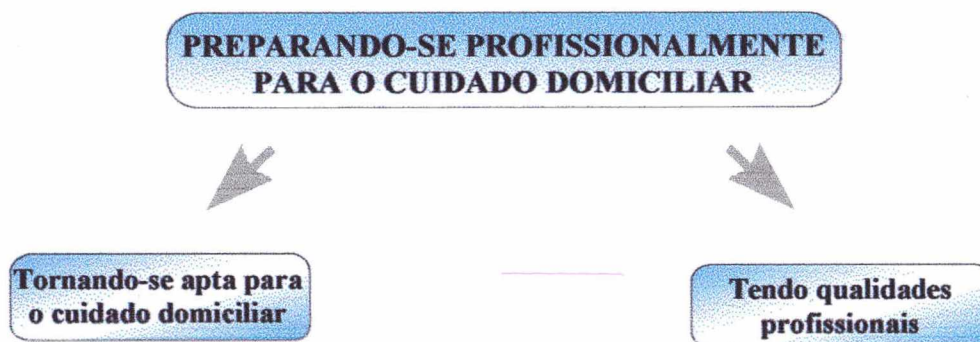 PREPARANDO-SE PROFISSIONALMENTE
PARA O CUIDADO DOMICILIAR
Tornando-se apta para
o cuidado domiciliar
Tendo qualidades
profissionais